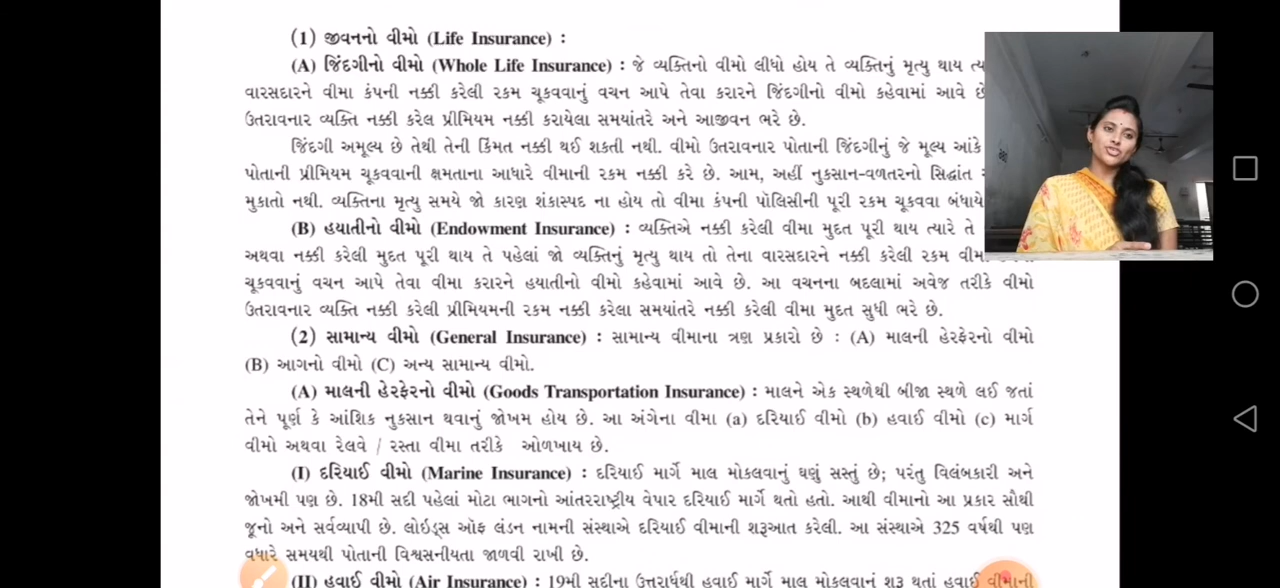 (1) જીવનનો વીમો (Life Insurance) :
(A) જિંદગીનો વીમો (Whole Life Insurance) : જે વ્યક્તિનો વીમો લીધો હોય તે વ્યક્તિનું મૃત્યુ થાય
વારસદારને વીમા કંપની નક્કી કરેલી રકમ ચૂકવવાનું વચન આપે તેવા કરારને જિંદગીનો વીમો કહેવામાં આવે છે
ઉતરાવનાર વ્યક્તિ નક્કી કરેલ પ્રીમિયમ નક્કી કરાયેલા સમયાંતરે અને આજીવન ભરે છે.
જિંદગી અમૂલ્ય છે તેથી તેની કિંમત નક્કી થઈ શકતી નથી. વીમો ઉતરાવનાર પોતાની જિંદગીનું જે મૂલ્ય આંકે
પોતાની પ્રીમિયમ ચૂકવવાની ક્ષમતાના આધારે વીમાની રકમ નક્કી કરે છે. આમ, અહીં નુકસાન-વળતરનો સિદ્ધાંત
મુકાતો નથી. વ્યક્તિના મૃત્યુ સમયે જો કારણ શંકાસ્પદ ના હોય તો વીમા કંપની પૉલિસીની પૂરી રકમ ચૂકવવા બંધાયે
(B) હયાતીનો વીમો (Endowment Insurance) : વ્યક્તિએ નક્કી કરેલી વીમા મુદત પૂરી થાય ત્યારે તે
અથવા નક્કી કરેલી મુદત પૂરી થાય તે પહેલાં જો વ્યક્તિનું મૃત્યુ થાય તો તેના વારસદારને નક્કી કરેલી રકમ
ચૂકવવાનું વચન આપે તેવા વીમા કરારને હયાતીનો વીમો કહેવામાં આવે છે. આ વચનના બદલામાં અવેજ તરીકે વીમો
ઉતરાવનાર વ્યક્તિ નક્કી કરેલી પ્રીમિયમની રકમ નક્કી કરેલા સમયાંતરે નક્કી કરેલી વીમા મુદત સુધી ભરે છે.
(2) સામાન્ય વીમો (General Insurance) : સામાન્ય વીમાના ત્રણ પ્રકારો છે : (A) માલની હેરફેરનો વીમો
(B) આગનો વીમો (C) અન્ય સામાન્ય વીમો.
(A) માલની હેરફેરનો વીમો (Goods Transportation Insurance) : માલને એક સ્થળેથી બીજા સ્થળે લઈ જતાં
તેને પૂર્ણ કે આંશિક નુકસાન થવાનું જોખમ હોય છે. આ અંગેના વીમા (a) દરિયાઈ વીમો (b) હવાઈ વીમો (c) માર્ગ
વીમો અથવા રેલવે / રસ્તા વીમા તરીકે ઓળખાય છે.
(I) દરિયાઈ વીમો (Marine Insurance) : દરિયાઈ માર્ગે માલ મોકલવાનું ઘણું સસ્તું છે; પરંતુ વિલંબકારી અને
જોખમી પણ છે. 18મી સદી પહેલાં મોટા ભાગનો આંતરરાષ્ટ્રીય વેપાર દરિયાઈ માર્ગે થતો હતો. આથી વીમાનો આ પ્રકાર સૌથી
જૂનો અને સર્વવ્યાપી છે. લોઇડ્સ ઑફ લંડન નામની સંસ્થાએ દરિયાઈ વીમાની શરૂઆત કરેલી. આ સંસ્થાએ 325 વર્ષથી પણ
વધારે સમયથી પોતાની વિશ્વસનીયતા જાળવી રાખી છે.
(II) હવાઈ વીમો (Air Insurance) : 19મી સદીના ઉત્તરાર્ધથી હવાઈ માર્ગે માલ મોકલવાનું શરૂ થતાં હવાઈ વીમાની